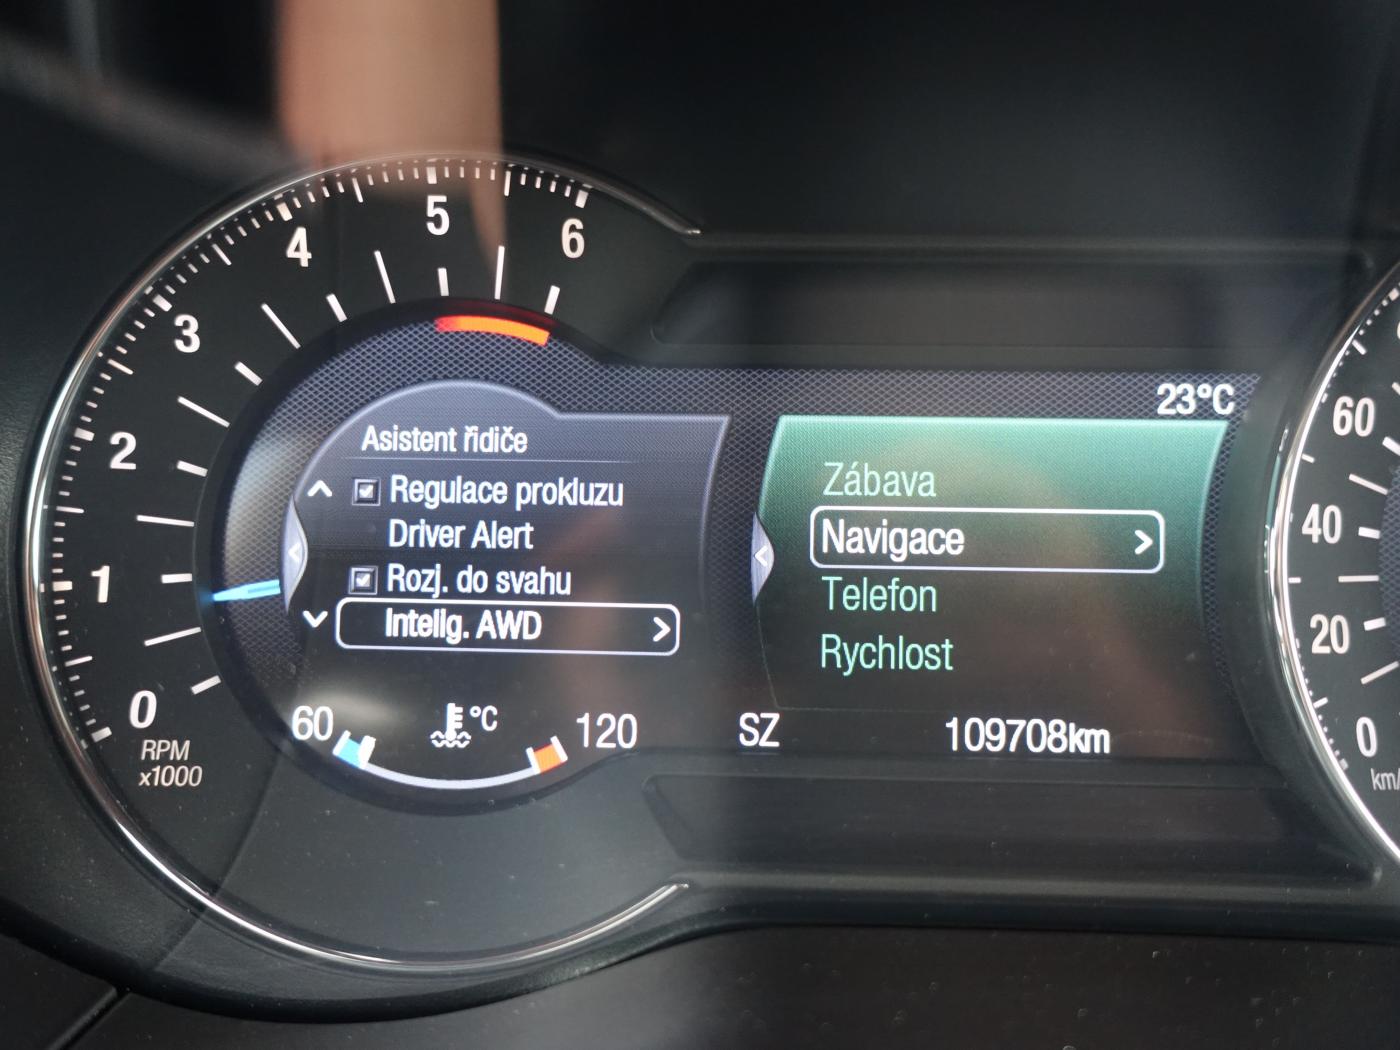 5
4
6
3
2
1
0
RPM
x1000
Asistent řidiče
Regulace prokluzu
Driver Alert
Rozj. do svahu
Intelig. AWD
60
°C
120
23°C
Zábava
Navigace
Telefon
Rychlost
SZ
109708km
60
40
20
0
km/